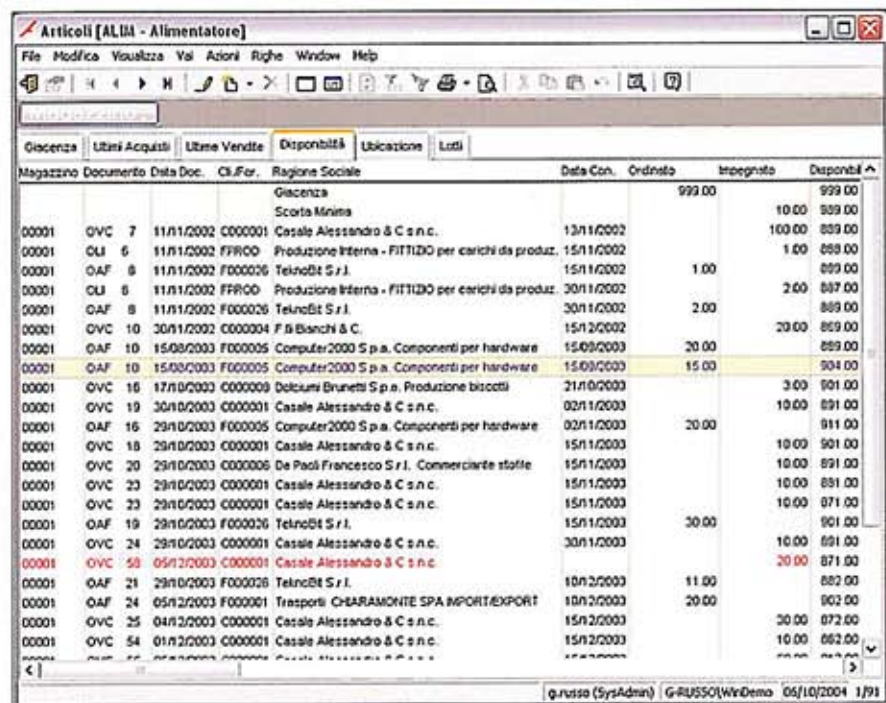 Articoli [ALIM - Alimentatore]
File Modifica Visualizza Vai Azioni Righe Window Help
Giacenza Ultimi Acquisti Ultime Vendite Disponibilità Ubicazione Lotti
Magazzino Documento Data Doc. Cli./For. Ragione Sociale Data Con. Ordinato Impegnato Disponibil
Giacenza 999.00 999.00
Scorta Minima 10.00 989.00
00001 OVC 7 11/11/2002 C000001 Casale Alessandro & C s.n.c. 13/11/2002 100.00 889.00
00001 OLI 6 11/11/2002 FPROD Produzione Interna - FITTIZIO per carichi da produz. 15/11/2002 1.00 888.00
00001 OAF 8 11/11/2002 F000026 TeknoBit S.r.l. 15/11/2002 1.00 889.00
00001 OLI 6 11/11/2002 FPROD Produzione Interna - FITTIZIO per carichi da produz. 30/11/2002 2.00 887.00
00001 OAF 8 11/11/2002 F000026 TeknoBit S.r.l. 30/11/2002 2.00 889.00
00001 OVC 10 30/11/2002 C000004 F.lli Bianchi & C. 15/12/2002 20.00 869.00
00001 OAF 10 15/08/2003 F000005 Computer2000 S.p.a. Componenti per hardware 15/09/2003 20.00 889.00
00001 OAF 10 15/08/2003 F000005 Computer2000 S.p.a. Componenti per hardware 15/09/2003 15.00 904.00
00001 OVC 16 17/10/2003 C000009 Dolciumi Brunetti S.p.a. Produzione biscotti 21/10/2003 3.00 901.00
00001 OVC 19 30/10/2003 C000001 Casale Alessandro & C s.n.c. 02/11/2003 10.00 891.00
00001 OAF 16 29/10/2003 F000005 Computer2000 S.p.a. Componenti per hardware 02/11/2003 20.00 911.00
00001 OVC 18 29/10/2003 C000001 Casale Alessandro & C s.n.c. 15/11/2003 10.00 901.00
00001 OVC 20 29/10/2003 C000006 De Paoli Francesco S.r.l. Commerciante stoffe 15/11/2003 10.00 891.00
00001 OVC 23 29/10/2003 C000001 Casale Alessandro & C s.n.c. 15/11/2003 10.00 881.00
00001 OVC 23 29/10/2003 C000001 Casale Alessandro & C s.n.c. 15/11/2003 10.00 871.00
00001 OAF 19 29/10/2003 F000026 TeknoBit S.r.l. 15/11/2003 30.00 901.00
00001 OVC 24 29/10/2003 C000001 Casale Alessandro & C s.n.c. 30/11/2003 10.00 891.00
00001 OVC 58 05/12/2003 C000001 Casale Alessandro & C s.n.c. 20.00 871.00
00001 OAF 21 29/10/2003 F000026 TeknoBit S.r.l. 10/12/2003 11.00 882.00
00001 OAF 24 05/12/2003 F000001 Trasporti CHIARAMONTE SPA IMPORT/EXPORT 10/12/2003 20.00 902.00
00001 OVC 25 04/12/2003 C000001 Casale Alessandro & C s.n.c. 15/12/2003 30.00 872.00
00001 OVC 54 01/12/2003 C000001 Casale Alessandro & C s.n.c. 15/12/2003 10.00 862.00
g.russo (SysAdmin) G-RUSSO\WinDemo 06/10/2004 1/91